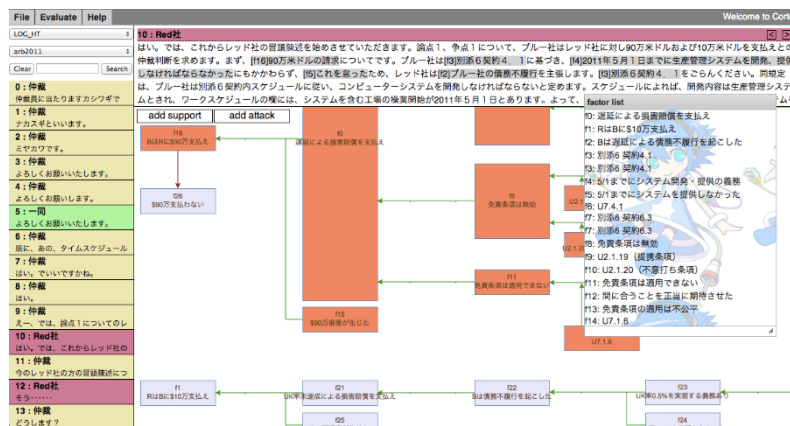 File Evaluate Help
Welcome to Cort
LOG_HT
arb2011
Clear
Search
0：仲裁
仲裁員に当たりますカシワギで
1：仲裁
ナカスギといいます。
2：仲裁
ミヤカワです。
3：仲裁
よろしくお願いいたします。
4：仲裁
よろしくお願いします。
5：一同
よろしくお願いいたします。
6：仲裁
既に、あの、タイムスケジュール
7：仲裁
はい。でいいですかね。
8：仲裁
はい。
9：仲裁
えー、では、論点１についてのレ
10：Red社
はい。では、これからレッド社の
11：仲裁
今のレッド社の方の冒頭陳述につ
12：Red社
そう……
13：仲裁
どうします？
10：Red社
< >
はい。では、これからレッド社の冒頭陳述を始めさせていただきます。論点１、争点１について、ブルー社はレッド社に対し90万米ドルおよび10万米ドルを支払えとの
仲裁判断を求めます。まず、[f16]90万米ドルの請求についてです。ブルー社は[f3]別添６契約４．１に基づき、[f4]2011年５月１日までに生産管理システムを開発、提供
しなければならなかったにもかかわらず、[f5]これを怠ったため、レッド社は[f2]ブルー社の債務不履行を主張します。[f3]別添６契約４．１をごらんください。同規定
は、ブルー社は別添６契約内スケジュールに従い、コンピューターシステムを開発しなければならないと定めます。スケジュールによれば、開発内容は生産管理システ
ムとされ、ワークスケジュールの欄には、システムを含む工場の操業開始が2011年５月１日とあります。よって、
add support
add attack
f16
BはRに$90万支払え
f26
$90万支払わない
f0
遅延による損害賠償を支払え
f8
免責条項は無効
f11
免責条項は適用できない
f15
$90万損害が生じた
U2.1
U2.1.20
U7.1.6
factor list
f0: 遅延による損害賠償を支払え
f1: RはBに$10万支払え
f2: Bは遅延による債務不履行を起こした
f3: 別添6 契約4.1
f3: 別添6 契約4.1
f4: 5/1までにシステム開発・提供の義務
f5: 5/1までにシステムを提供しなかった
f6: U7.4.1
f7: 別添6 契約6.3
f7: 別添6 契約6.3
f8: 免責条項は無効
f9: U2.1.19（提携条項）
f10: U2.1.20（不意打ち条項）
f11: 免責条項は適用できない
f12: 間に合うことを正当に期待させた
f13: 免責条項の適用は不公平
f14: U7.1.6
f1
RはBに$10万支払え
f21
UK率未達成による損害賠償を支払え
f22
Bは債務不履行を起こした
f23
UK率0.5%を実現する義務あり
f25
f24